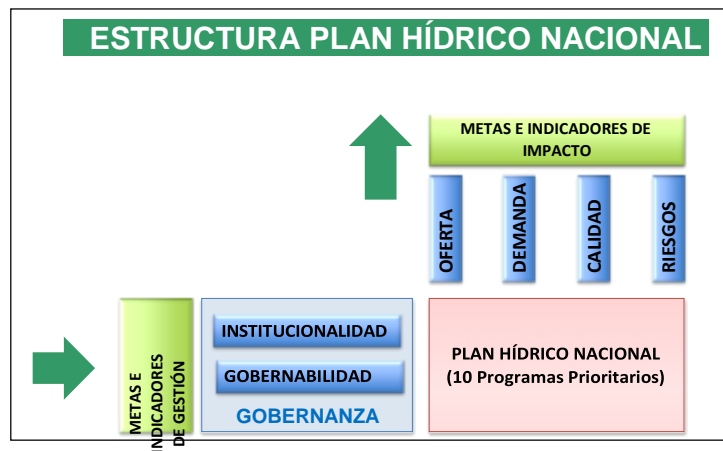 ESTRUCTURA PLAN HÍDRICO NACIONAL
METAS E INDICADORES DE
IMPACTO
OFERTA
DEMANDA
CALIDAD
RIESGOS
METAS E
INDICADORES
DE GESTIÓN
INSTITUCIONALIDAD
GOBERNABILIDAD
GOBERNANZA
PLAN HÍDRICO NACIONAL
(10 Programas Prioritarios)